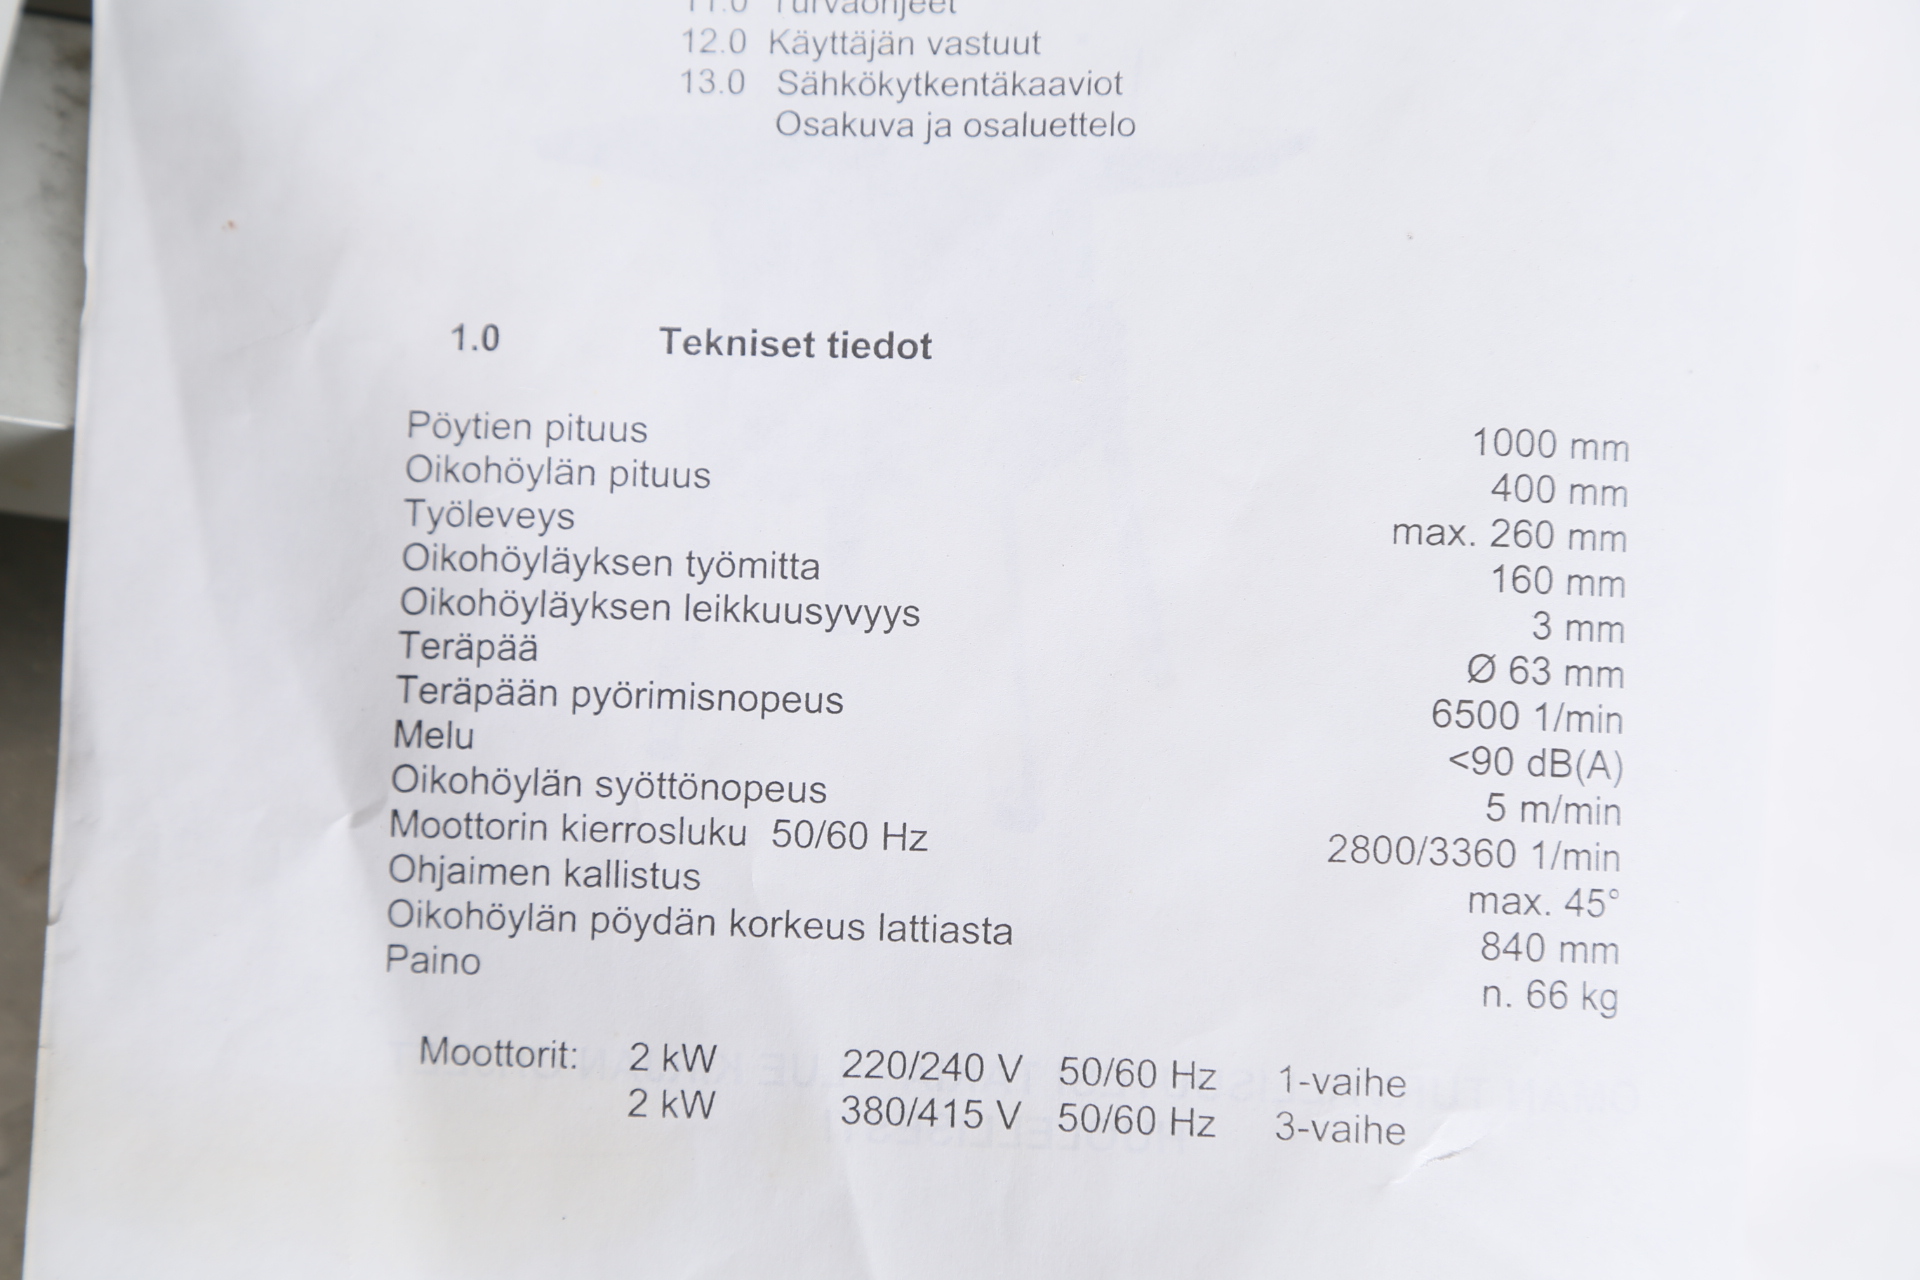 11.0 Turvaohjeet
12.0 Käyttäjän vastuut
13.0 Sähkökytkentäkaaviot
Osakuva ja osaluettelo
1.0 Tekniset tiedot
Pöytien pituus 1000 mm
Oikohöylän pituus 400 mm
Työleveys max. 260 mm
Oikohöyläyksen työmitta 160 mm
Oikohöyläyksen leikkuusyvyys 3 mm
Teräpää Ø 63 mm
Teräpään pyörimisnopeus 6500 1/min
Melu <90 dB(A)
Oikohöylän syöttönopeus 5 m/min
Moottorin kierrosluku 50/60 Hz 2800/3360 1/min
Ohjaimen kallistus max. 45°
Oikohöylän pöydän korkeus lattiasta 840 mm
Paino n. 66 kg
Moottorit: 2 kW 220/240 V 50/60 Hz 1-vaihe
2 kW 380/415 V 50/60 Hz 3-vaihe